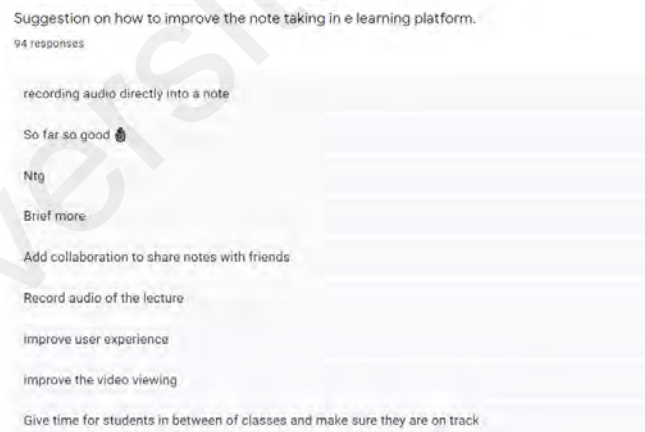 Suggestion on how to improve the note taking in e learning platform.
94 responses
recording audio directly into a note
So far so good 👌
Ntg
Brief more
Add collaboration to share notes with friends
Record audio of the lecture
improve user experience
improve the video viewing
Give time for students in between of classes and make sure they are on track